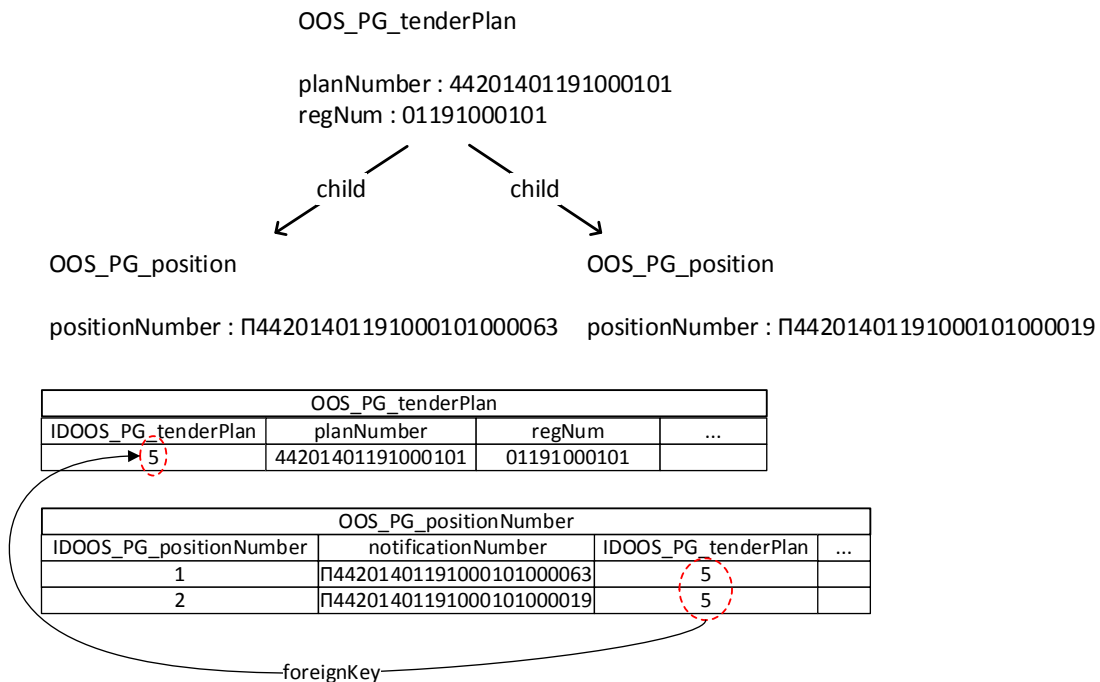 OOS_PG_tenderPlan
planNumber : 44201401191000101
regNum : 01191000101
child child
OOS_PG_position OOS_PG_position
positionNumber : П44201401191000101000063 positionNumber : П44201401191000101000019
OOS_PG_tenderPlan
IDOOS_PG_tenderPlan planNumber regNum ...
5 44201401191000101 01191000101
OOS_PG_positionNumber
IDOOS_PG_positionNumber notificationNumber IDOOS_PG_tenderPlan ...
1 П44201401191000101000063 5
2 П44201401191000101000019 5
foreignKey